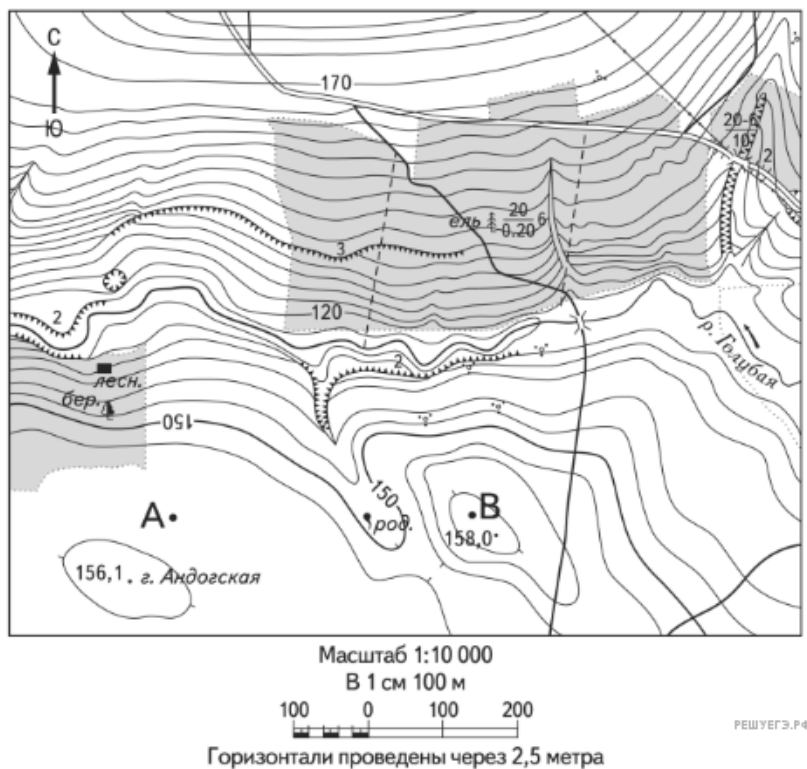 С
Ю
170
20-6
10
2
ель 20 6
0.20
3
120
2
2
лесн.
бер.
150
р. Голубая
150
А
род.
В
158,0
156,1 . г. Андогская
Масштаб 1:10 000
В 1 см 100 м
100 0 100 200
Горизонтали проведены через 2,5 метра
РЕШУЕГЭ.РФ